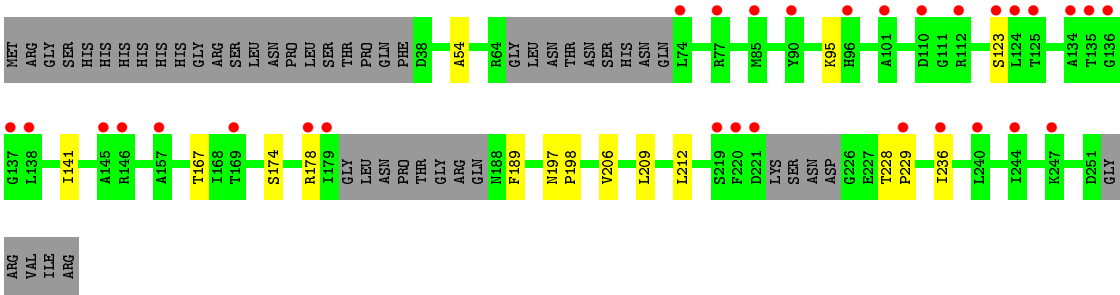 MET ARG GLY SER HIS HIS HIS HIS HIS HIS GLY ARG SER LEU ASN PRO LEU SER THR PRO GLN PHE D38 A54 R64 GLY LEU ASN THR ASN SER HIS ASN GLN L74 R77 M85 Y90 K95 H96 A101 D110 G111 R112 S123 L124 T125 A134 T135 G136
G137 L138 I141 A145 R146 A157 T167 I168 T169 S174 R178 I179 GLY LEU ASN PRO THR GLY ARG GLN N188 F189 N197 P198 V206 L209 L212 S219 F220 D221 LYS SER ASN ASP G226 E227 T228 P229 I236 L240 I244 K247 D251 GLY
ARG VAL ILE ARG